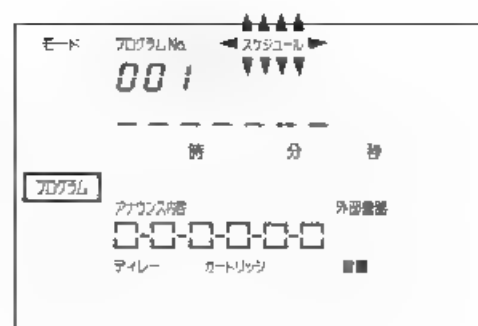 モード プログラムNo. スケジュール
001
時 分 秒
プログラム
アナウンス内容 外部機器
ディレー カートリッジ 音量